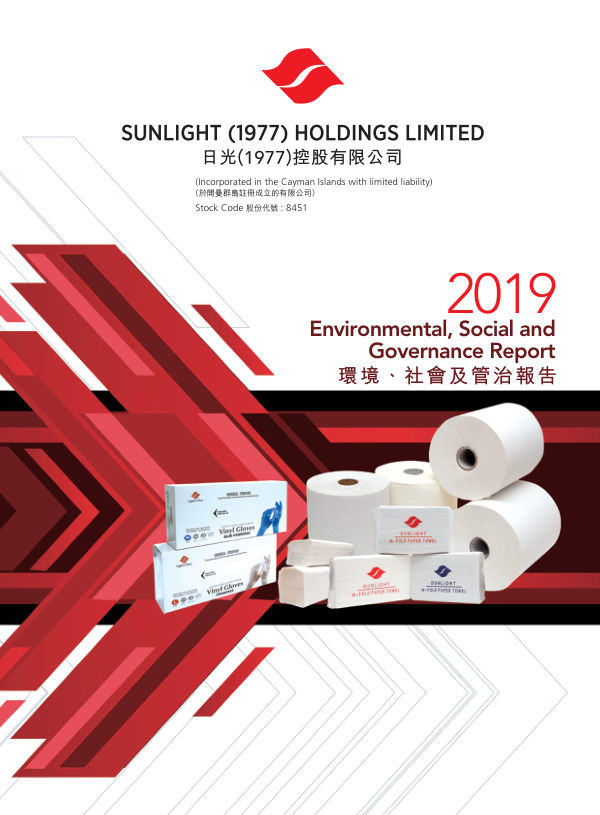 SUNLIGHT (1977) HOLDINGS LIMITED
日光(1977)控股有限公司
(Incorporated in the Cayman Islands with limited liability)
(於開曼群島註冊成立的有限公司)
Stock Code 股份代號 : 8451
2019
Environmental, Social and
Governance Report
環境、社會及管治報告
Vinyl Gloves
Vinyl Gloves
SUNLIGHT
M-FOLD PAPER TOWEL
SUNLIGHT
M-FOLD PAPER TOWEL
SUNLIGHT
M-FOLD PAPER TOWEL